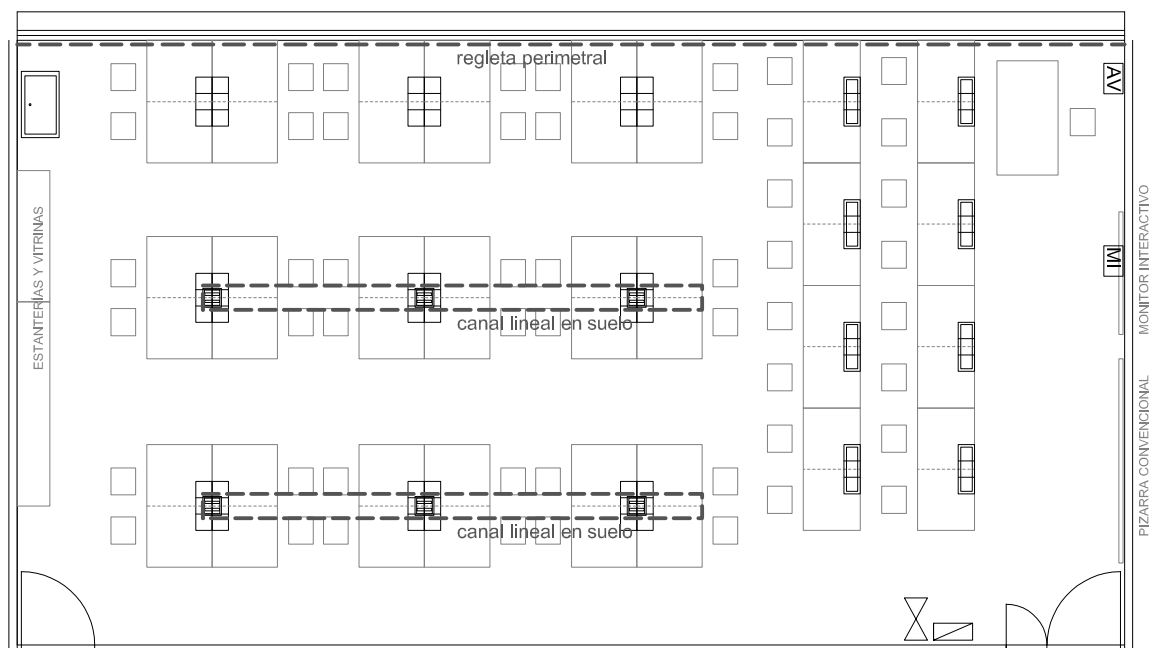 regleta perimetral
AV
ESTANTERÍAS Y VITRINAS
MONITOR INTERACTIVO
MI
canal lineal en suelo
PIZARRA CONVENCIONAL
canal lineal en suelo